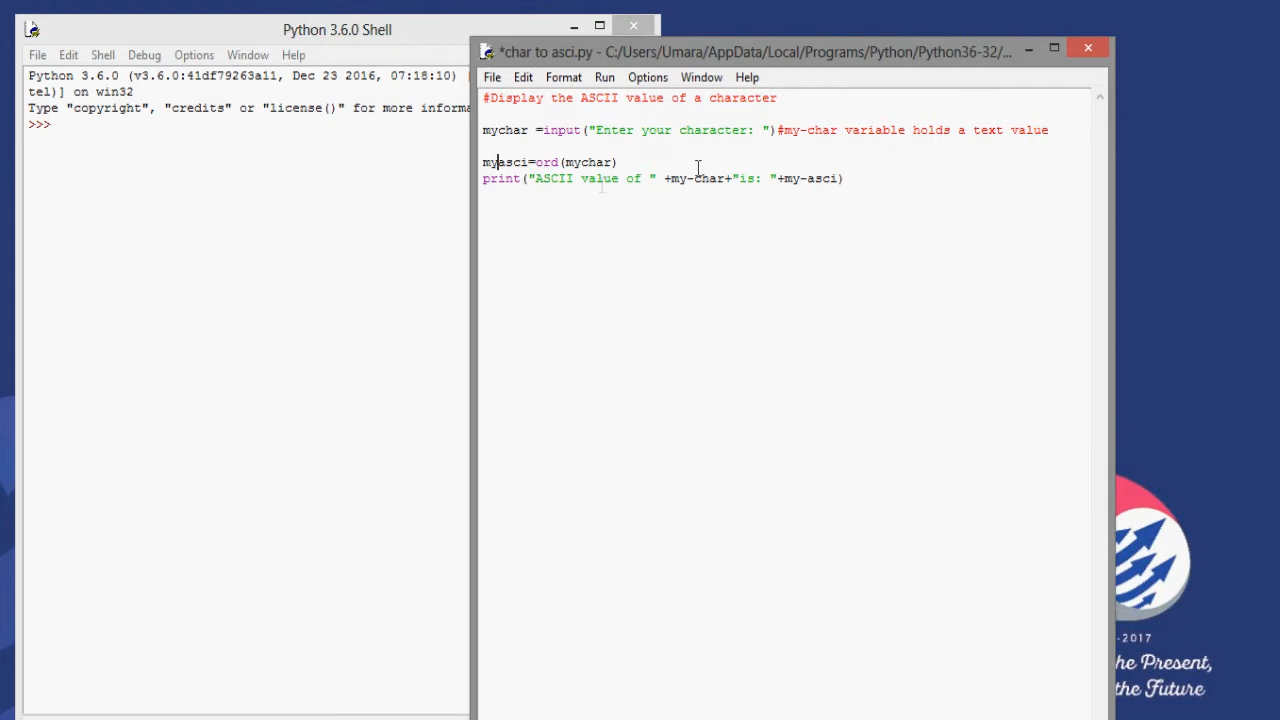 Python 3.6.0 Shell
File Edit Shell Debug Options Window Help
Python 3.6.0 (v3.6.0:41df79263a11, Dec 23 2016, 07:18:10) [
tel)] on win32
Type "copyright", "credits" or "license()" for more informa
>>>
*char to asci.py - C:/Users/Umara/AppData/Local/Programs/Python/Python36-32/...
File Edit Format Run Options Window Help
#Display the ASCII value of a character
mychar =input("Enter your character: ")#my-char variable holds a text value
myasci=ord(mychar)
print("ASCII value of " +my-char+"is: "+my-asci)
-2017
he Present,
the Future